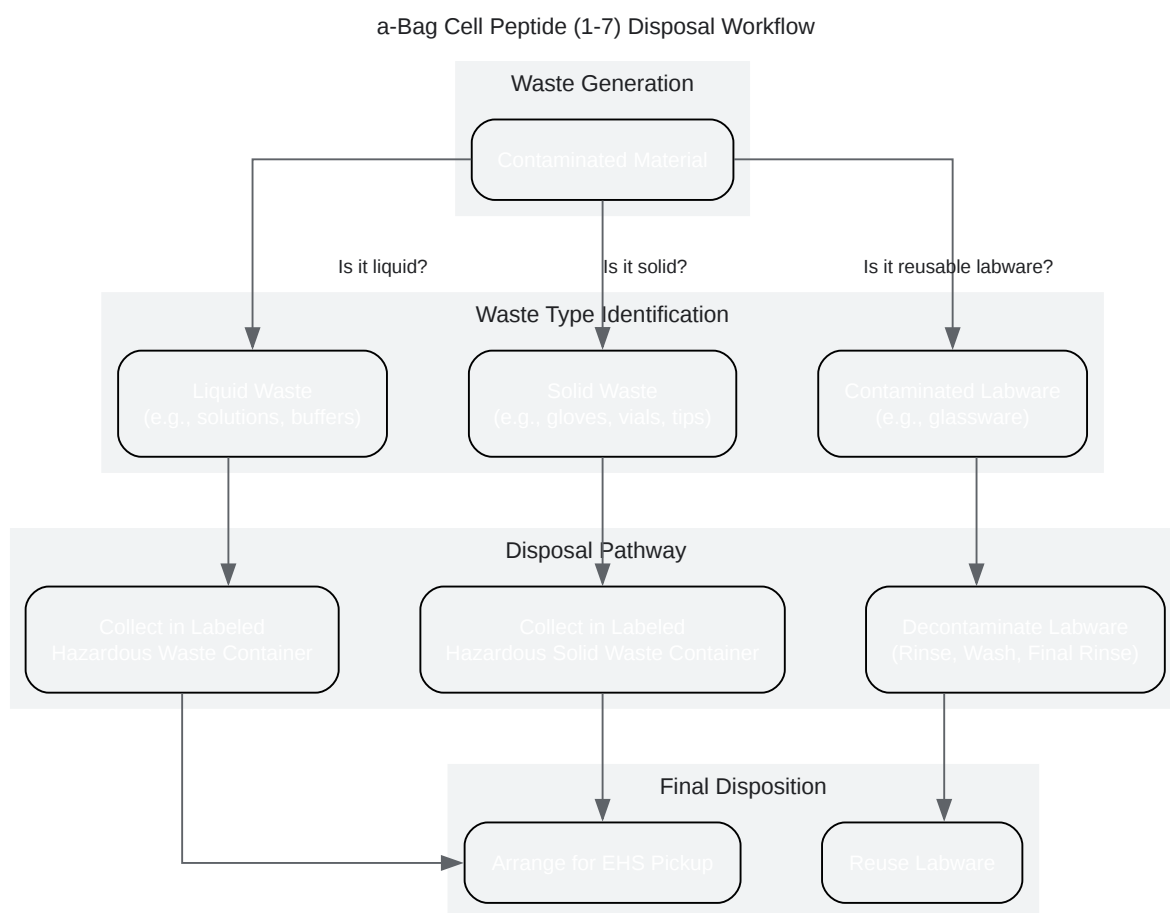 a-Bag Cell Peptide (1-7) Disposal Workflow
Waste Generation
Contaminated Material
Is it liquid?
Is it solid?
Is it reusable labware?
Waste Type Identification
Liquid Waste
(e.g., solutions, buffers)
Solid Waste
(e.g., gloves, vials, tips)
Contaminated Labware
(e.g., glassware)
Disposal Pathway
Collect in Labeled
Hazardous Waste Container
Collect in Labeled
Hazardous Solid Waste Container
Decontaminate Labware
(Rinse, Wash, Final Rinse)
Final Disposition
Arrange for EHS Pickup
Reuse Labware